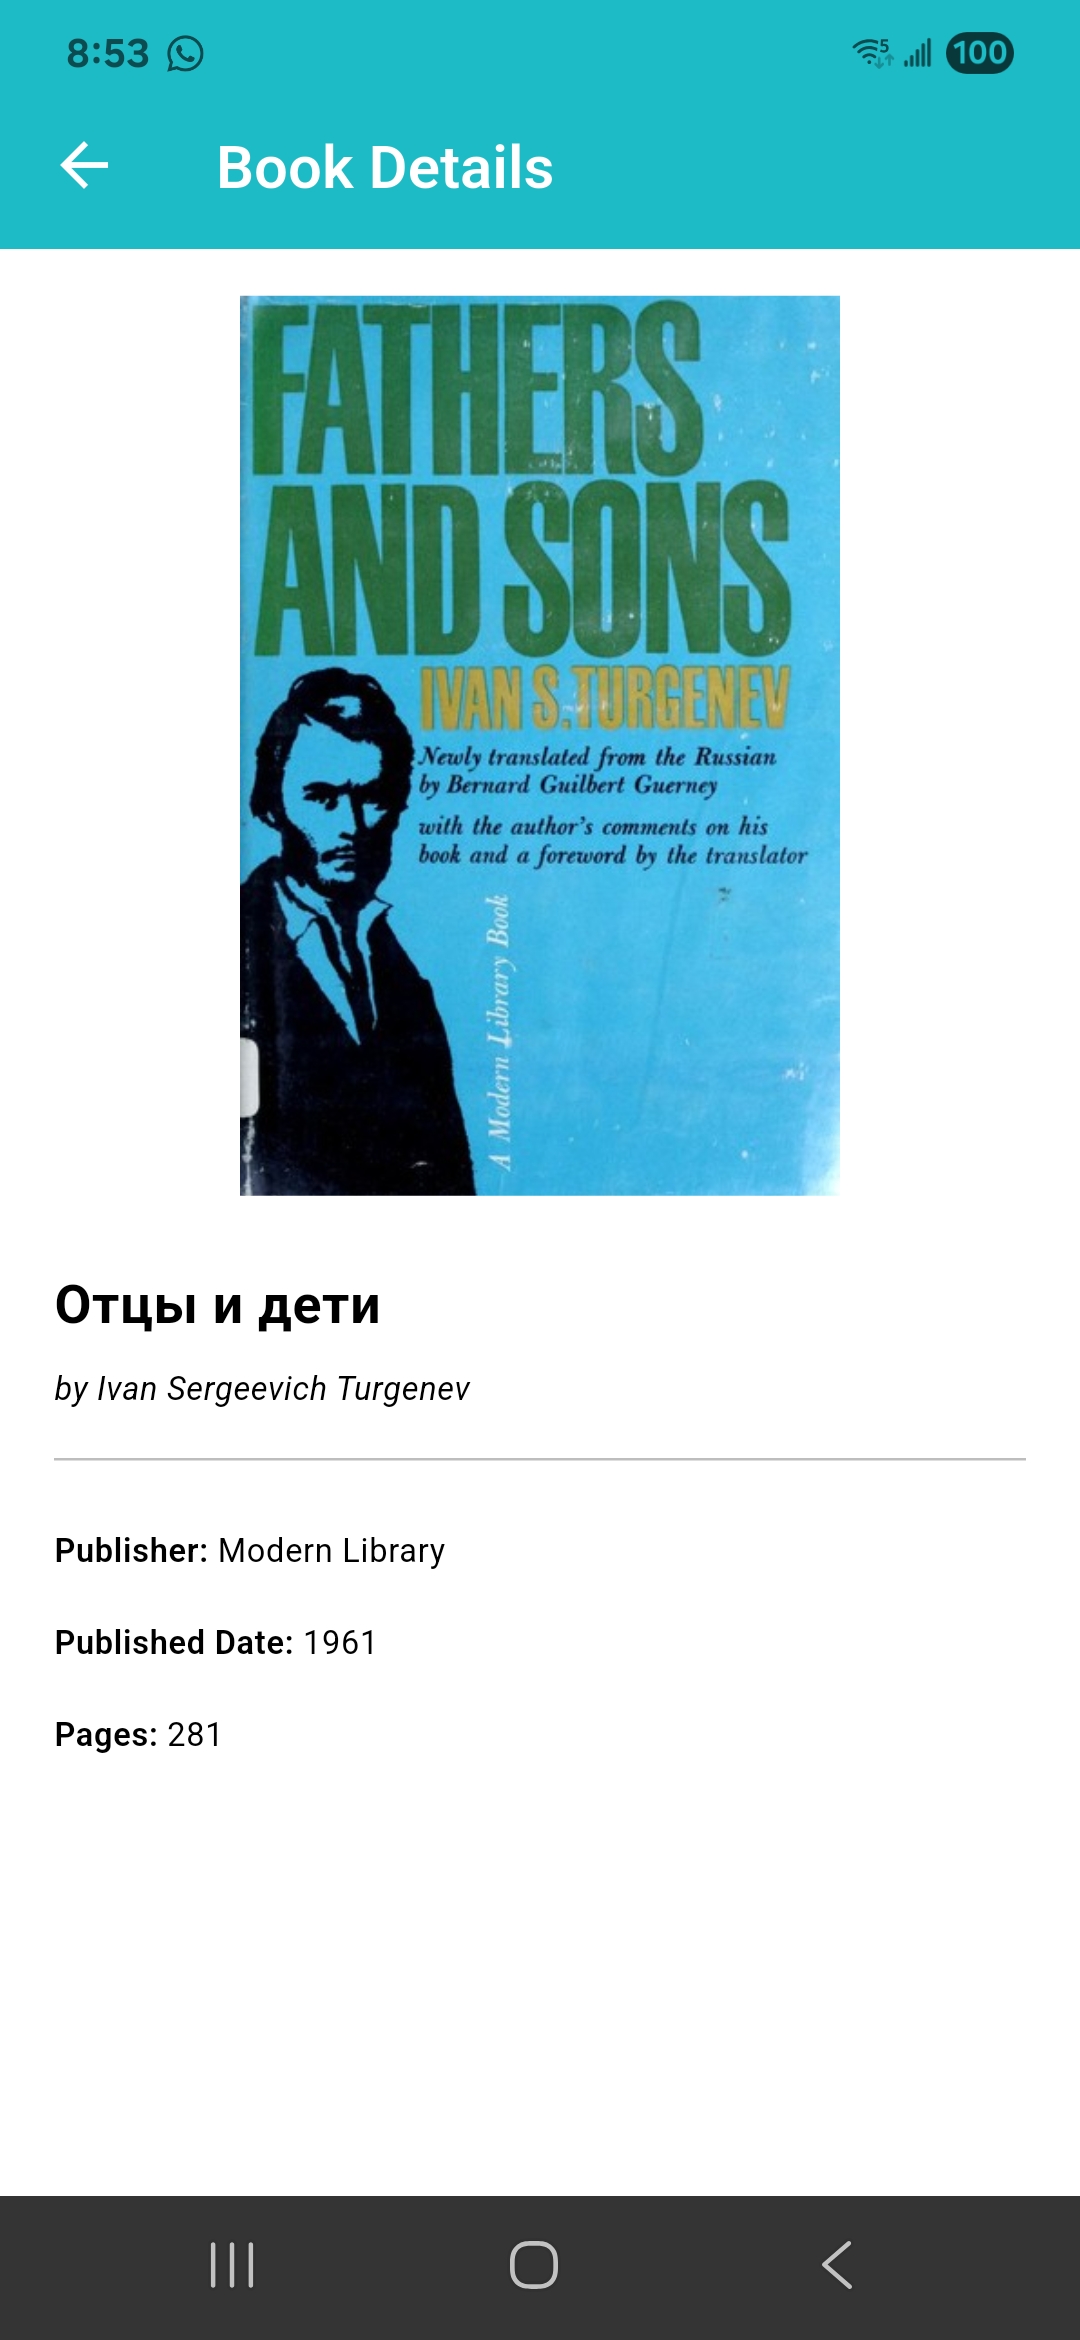 8:53
5
100
Book Details
FATHERS
AND SONS
IVAN S. TURGENEV
Newly translated from the Russian
by Bernard Guilbert Guerney
with the author's comments on his
book and a foreword by the translator
A Modern Library Book
Отцы и дети
by Ivan Sergeevich Turgenev
Publisher: Modern Library
Published Date: 1961
Pages: 281